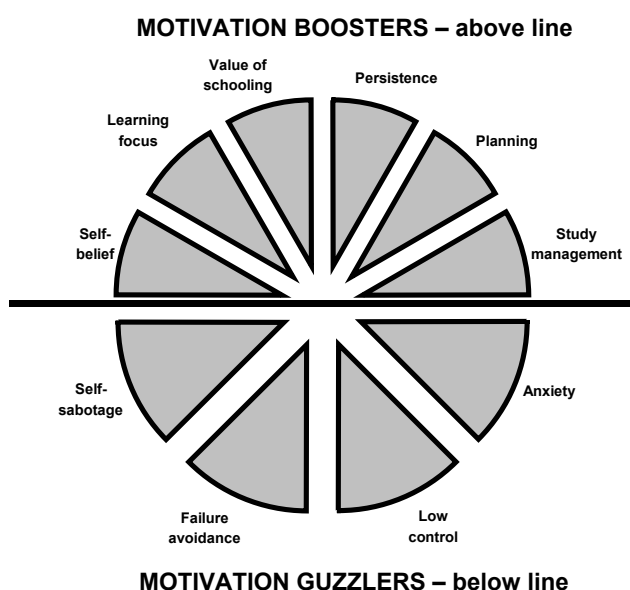 MOTIVATION BOOSTERS – above line
Value of
schooling
Persistence
Learning
focus
Planning
Self-
belief
Study
management
Self-
sabotage
Anxiety
Failure
avoidance
Low
control
MOTIVATION GUZZLERS – below line